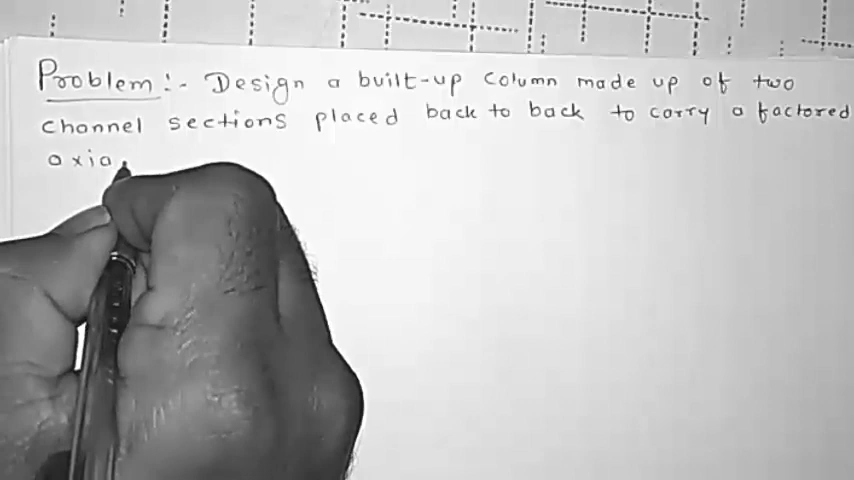 Problem :- Design a built-up column made up of two
channel sections placed back to back to carry a factored
axia